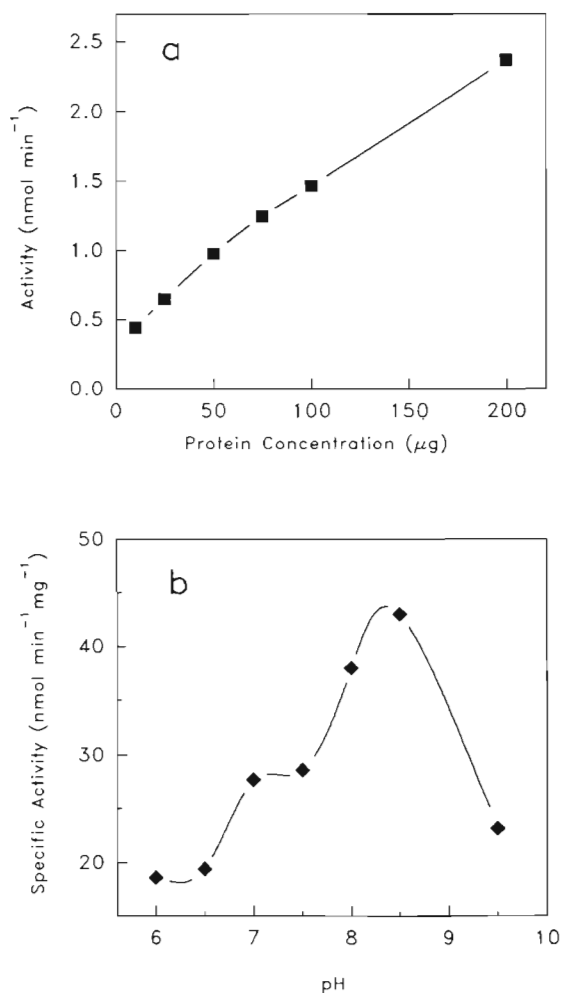 a
2.5
2.0
1.5
1.0
0.5
0.0
Activity (nmol min⁻¹)
0 50 100 150 200
Protein Concentration (μg)
b
50
40
30
20
Specific Activity (nmol min⁻¹mg⁻¹)
6 7 8 9 10
pH